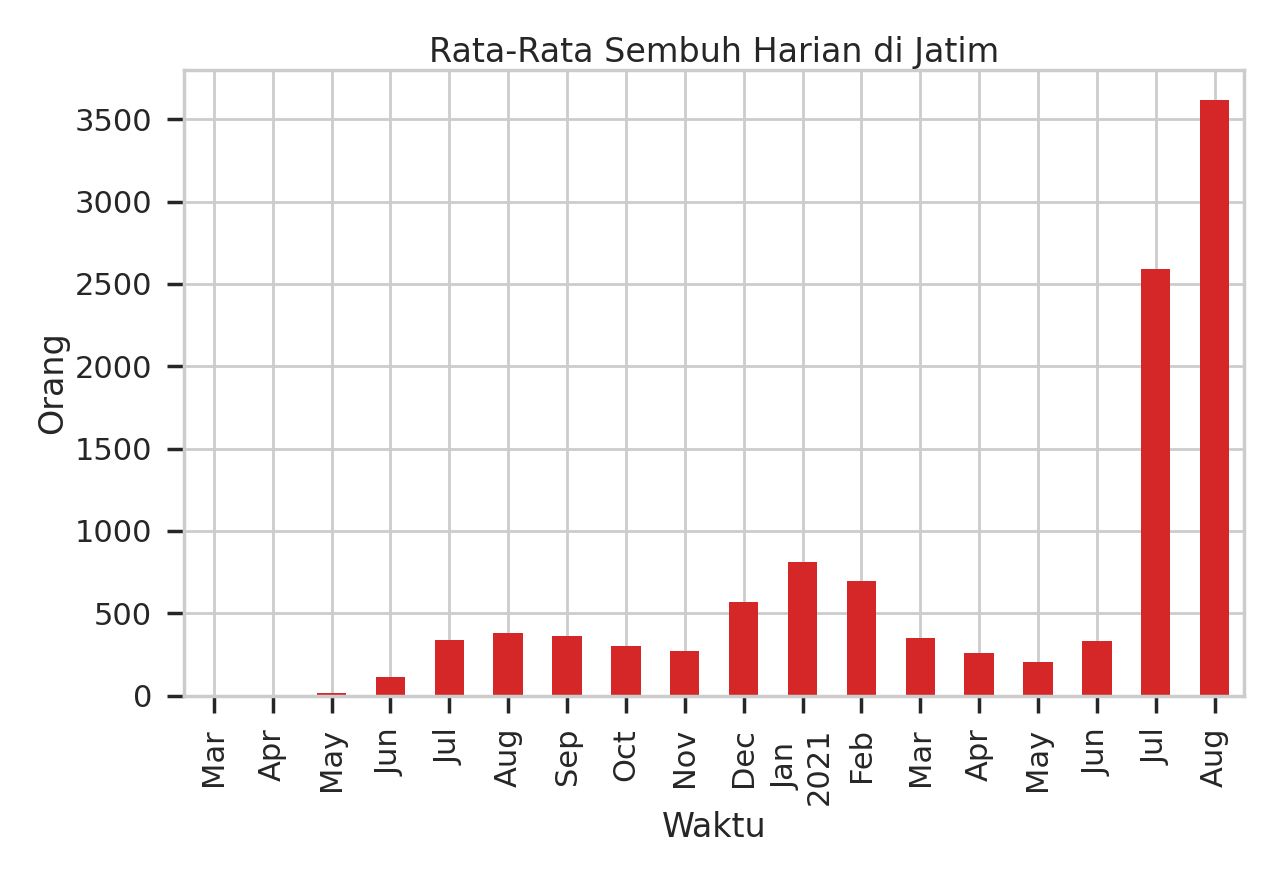 Rata-Rata Sembuh Harian di Jatim
3500
3000
2500
2000
1500
1000
500
0
Orang
Mar
Apr
May
Jun
Jul
Aug
Sep
Oct
Nov
Dec
Jan
2021
Feb
Mar
Apr
May
Jun
Jul
Aug
Waktu